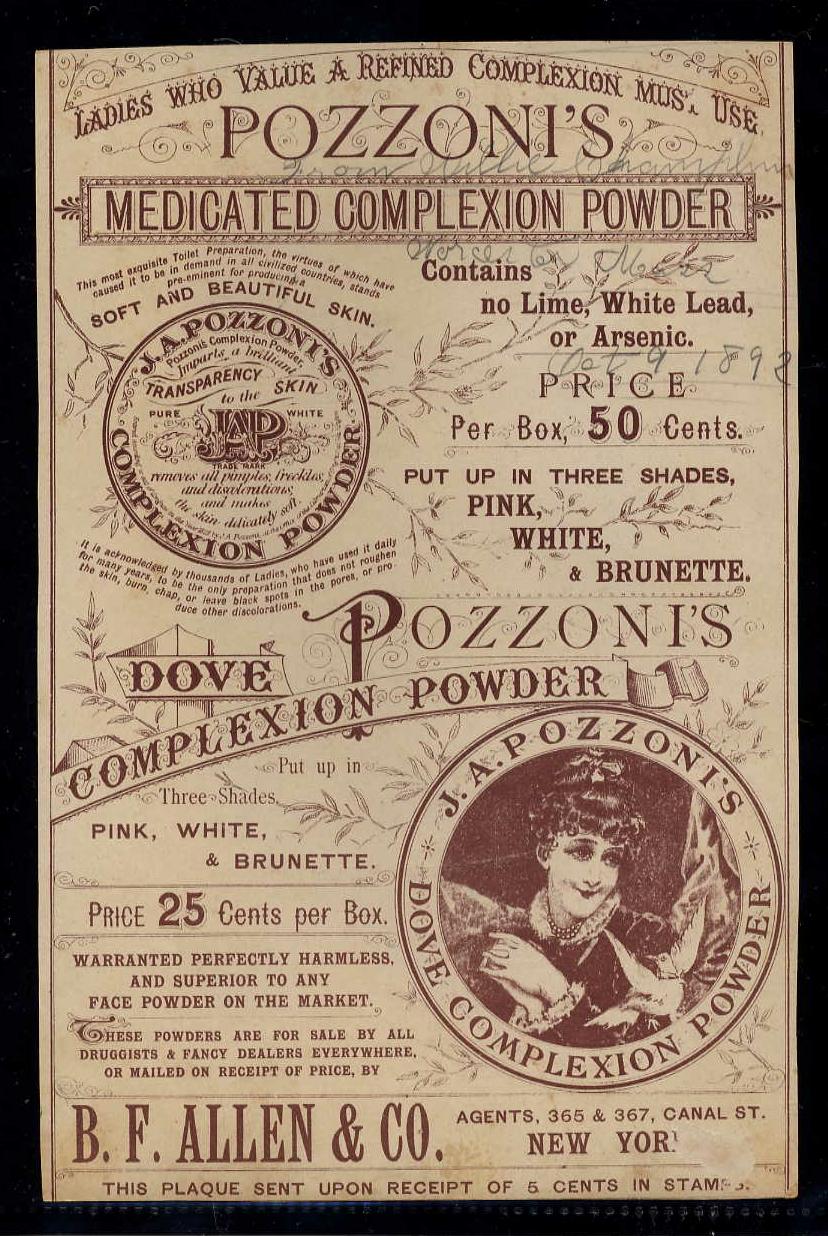 LADIES WHO VALUE A REFINED COMPLEXION MUST USE
POZZONI'S
From Willie Champlin
MEDICATED COMPLEXION POWDER
Worcester Mass
This most exquisite Toilet Preparation, the virtues of which have
caused it to be in demand in all civilized countries, stands
pre-eminent for producing a
SOFT AND BEAUTIFUL SKIN.
J.A. POZZONI'S
Pozzoni's Complexion Powder,
Imparts a brilliant
TRANSPARENCY
to the
SKIN
PURE JAP WHITE
TRADE MARK
removes all pimples, freckles,
and discolorations,
and makes
the skin delicately soft.
COMPLEXION POWDER
It is acknowledged by thousands of Ladies, who have used it daily
for many years, to be the only preparation that does not roughen
the skin, burn, chap, or leave black spots in the pores, or pro-
duce other discolorations.
Contains
no Lime, White Lead,
or Arsenic.
Oct 9 1892
PRICE
Per Box, 50 Cents.
PUT UP IN THREE SHADES,
PINK,
WHITE,
& BRUNETTE.
POZZONI'S
DOVE
COMPLEXION POWDER
Put up in
Three Shades,
PINK, WHITE,
& BRUNETTE.
PRICE 25 Cents per Box.
WARRANTED PERFECTLY HARMLESS,
AND SUPERIOR TO ANY
FACE POWDER ON THE MARKET.
THESE POWDERS ARE FOR SALE BY ALL
DRUGGISTS & FANCY DEALERS EVERYWHERE,
OR MAILED ON RECEIPT OF PRICE, BY
J.A. POZZONI'S
DOVE COMPLEXION POWDER
B. F. ALLEN & CO.
AGENTS, 365 & 367, CANAL ST.
NEW YOR
THIS PLAQUE SENT UPON RECEIPT OF 5 CENTS IN STAMPS.